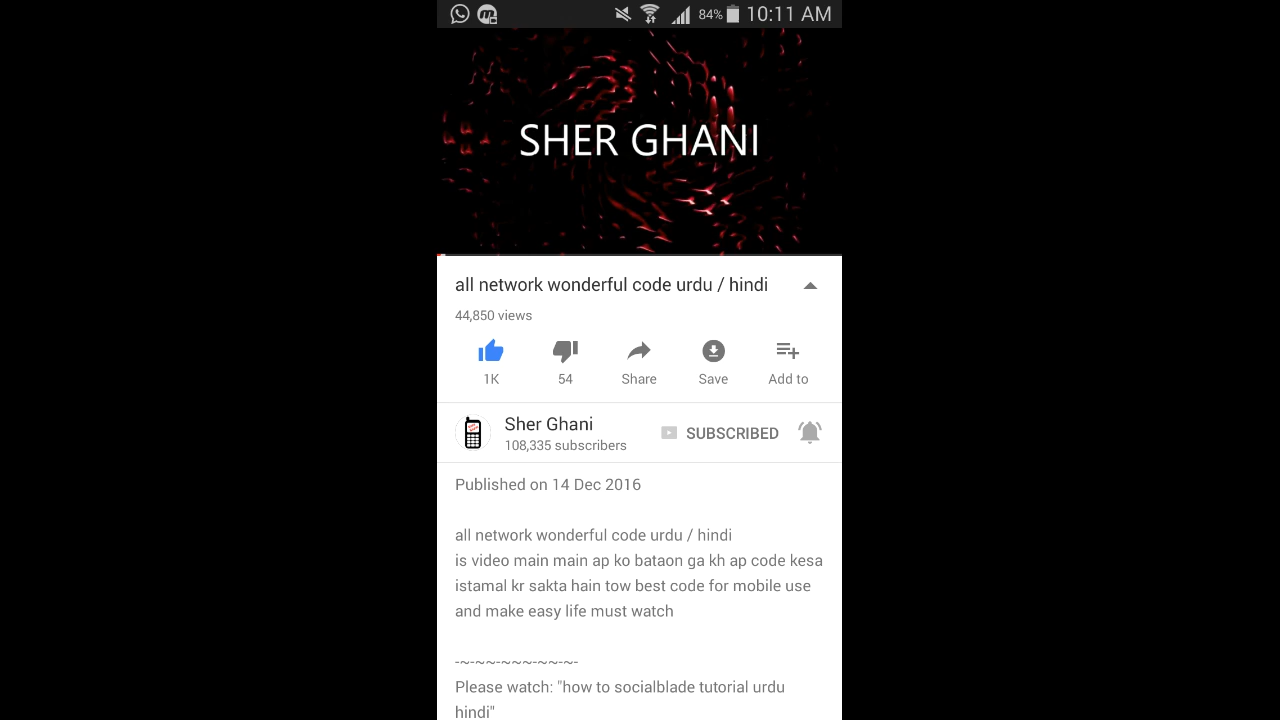 84% 10:11 AM
SHER GHANI
all network wonderful code urdu / hindi
44,850 views
1K 54 Share Save Add to
Sher Ghani
108,335 subscribers
SUBSCRIBED
Published on 14 Dec 2016
all network wonderful code urdu / hindi
is video main main ap ko bataon ga kh ap code kesa
istamal kr sakta hain tow best code for mobile use
and make easy life must watch
-~-~~-~~~-~~-~-
Please watch: "how to socialblade tutorial urdu
hindi"